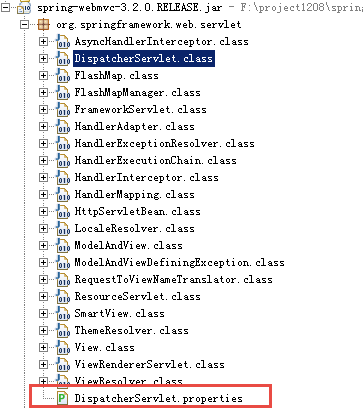 spring-webmvc-3.2.0.RELEASE.jar - F:\project1208\sprin
org.springframework.web.servlet
AsyncHandlerInterceptor.class
DispatcherServlet.class
FlashMap.class
FlashMapManager.class
FrameworkServlet.class
HandlerAdapter.class
HandlerExceptionResolver.class
HandlerExecutionChain.class
HandlerInterceptor.class
HandlerMapping.class
HttpServletBean.class
LocaleResolver.class
ModelAndView.class
ModelAndViewDefiningException.class
RequestToViewNameTranslator.class
ResourceServlet.class
SmartView.class
ThemeResolver.class
View.class
ViewRendererServlet.class
ViewResolver.class
DispatcherServlet.properties